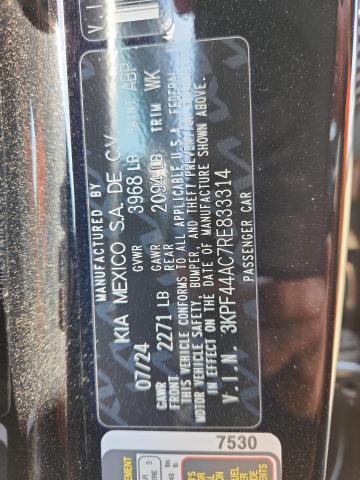 MANUFACTURED BY
KIA MEXICO S.A. DE C.V.
07/24 GVWR 3968 LB PAINT: ABP
GAWR FRONT 2271 LB GAWR REAR 2094 LB TRIM WK
THIS VEHICLE CONFORMS TO ALL APPLICABLE U.S.A. FEDERAL
MOTOR VEHICLE SAFETY, BUMPER, AND THEFT PREVENTION STANDARDS
IN EFFECT ON THE DATE OF MANUFACTURE SHOWN ABOVE.
V.I.N. 3KPF44AC7RE833314
PASSENGER CAR
7530